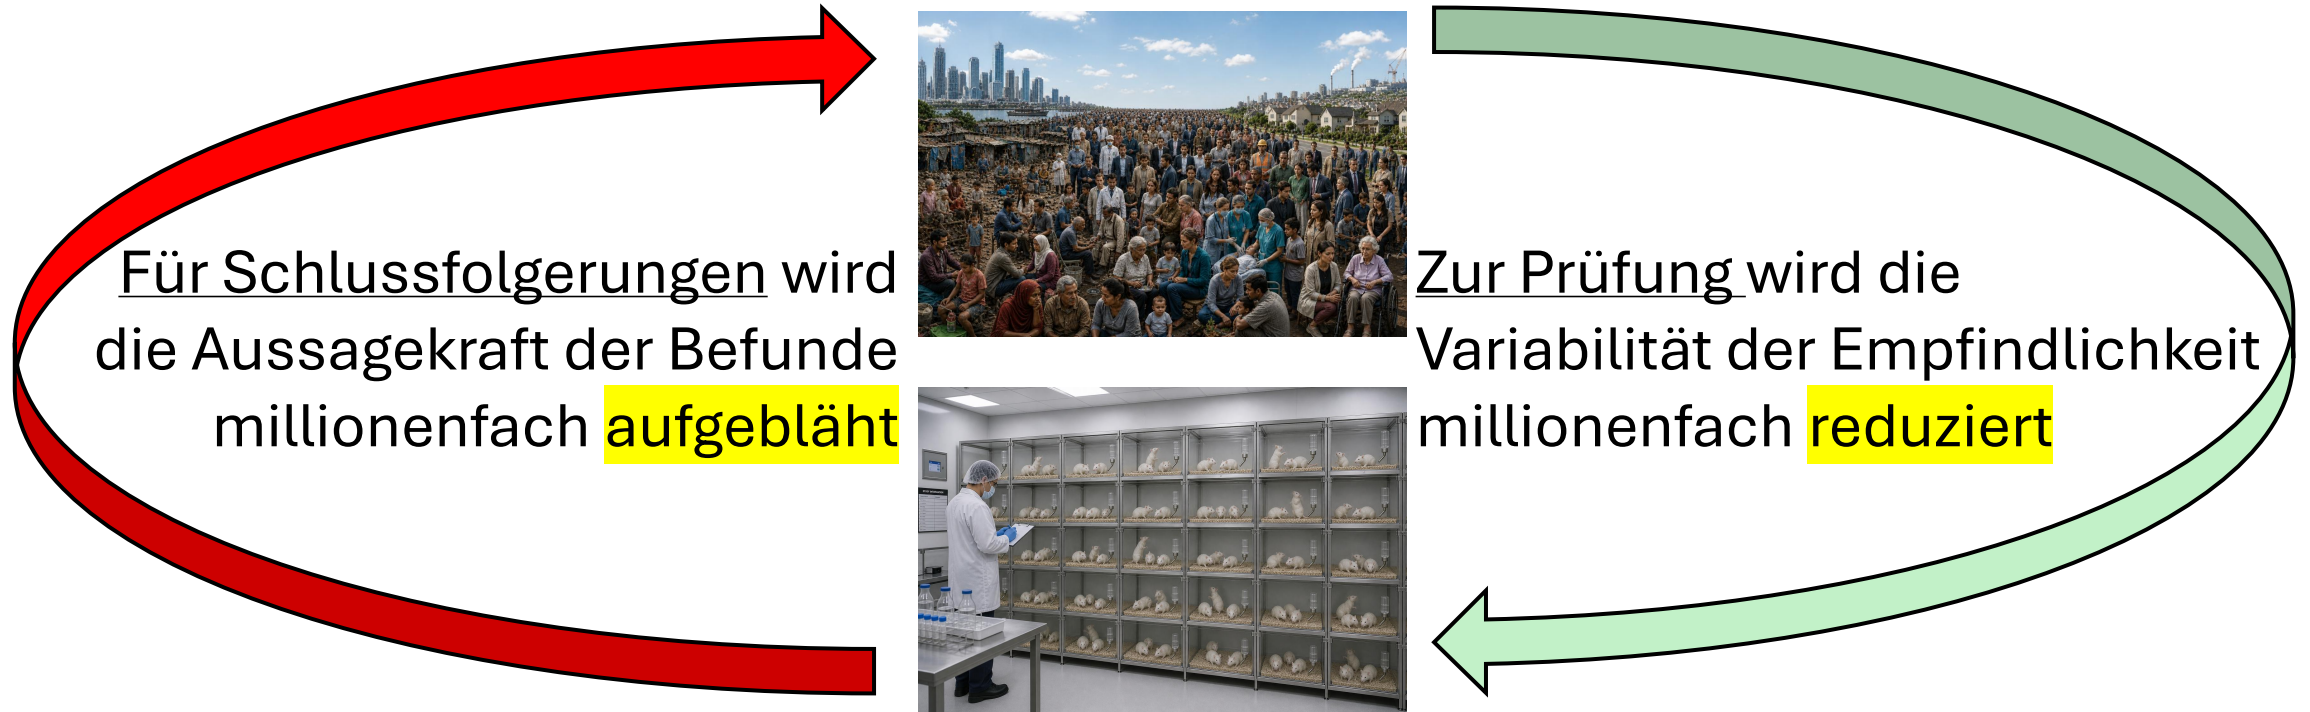 Für Schlussfolgerungen wird
die Aussagekraft der Befunde
millionenfach aufgebläht
Zur Prüfung wird die
Variabilität der Empfindlichkeit
millionenfach reduziert